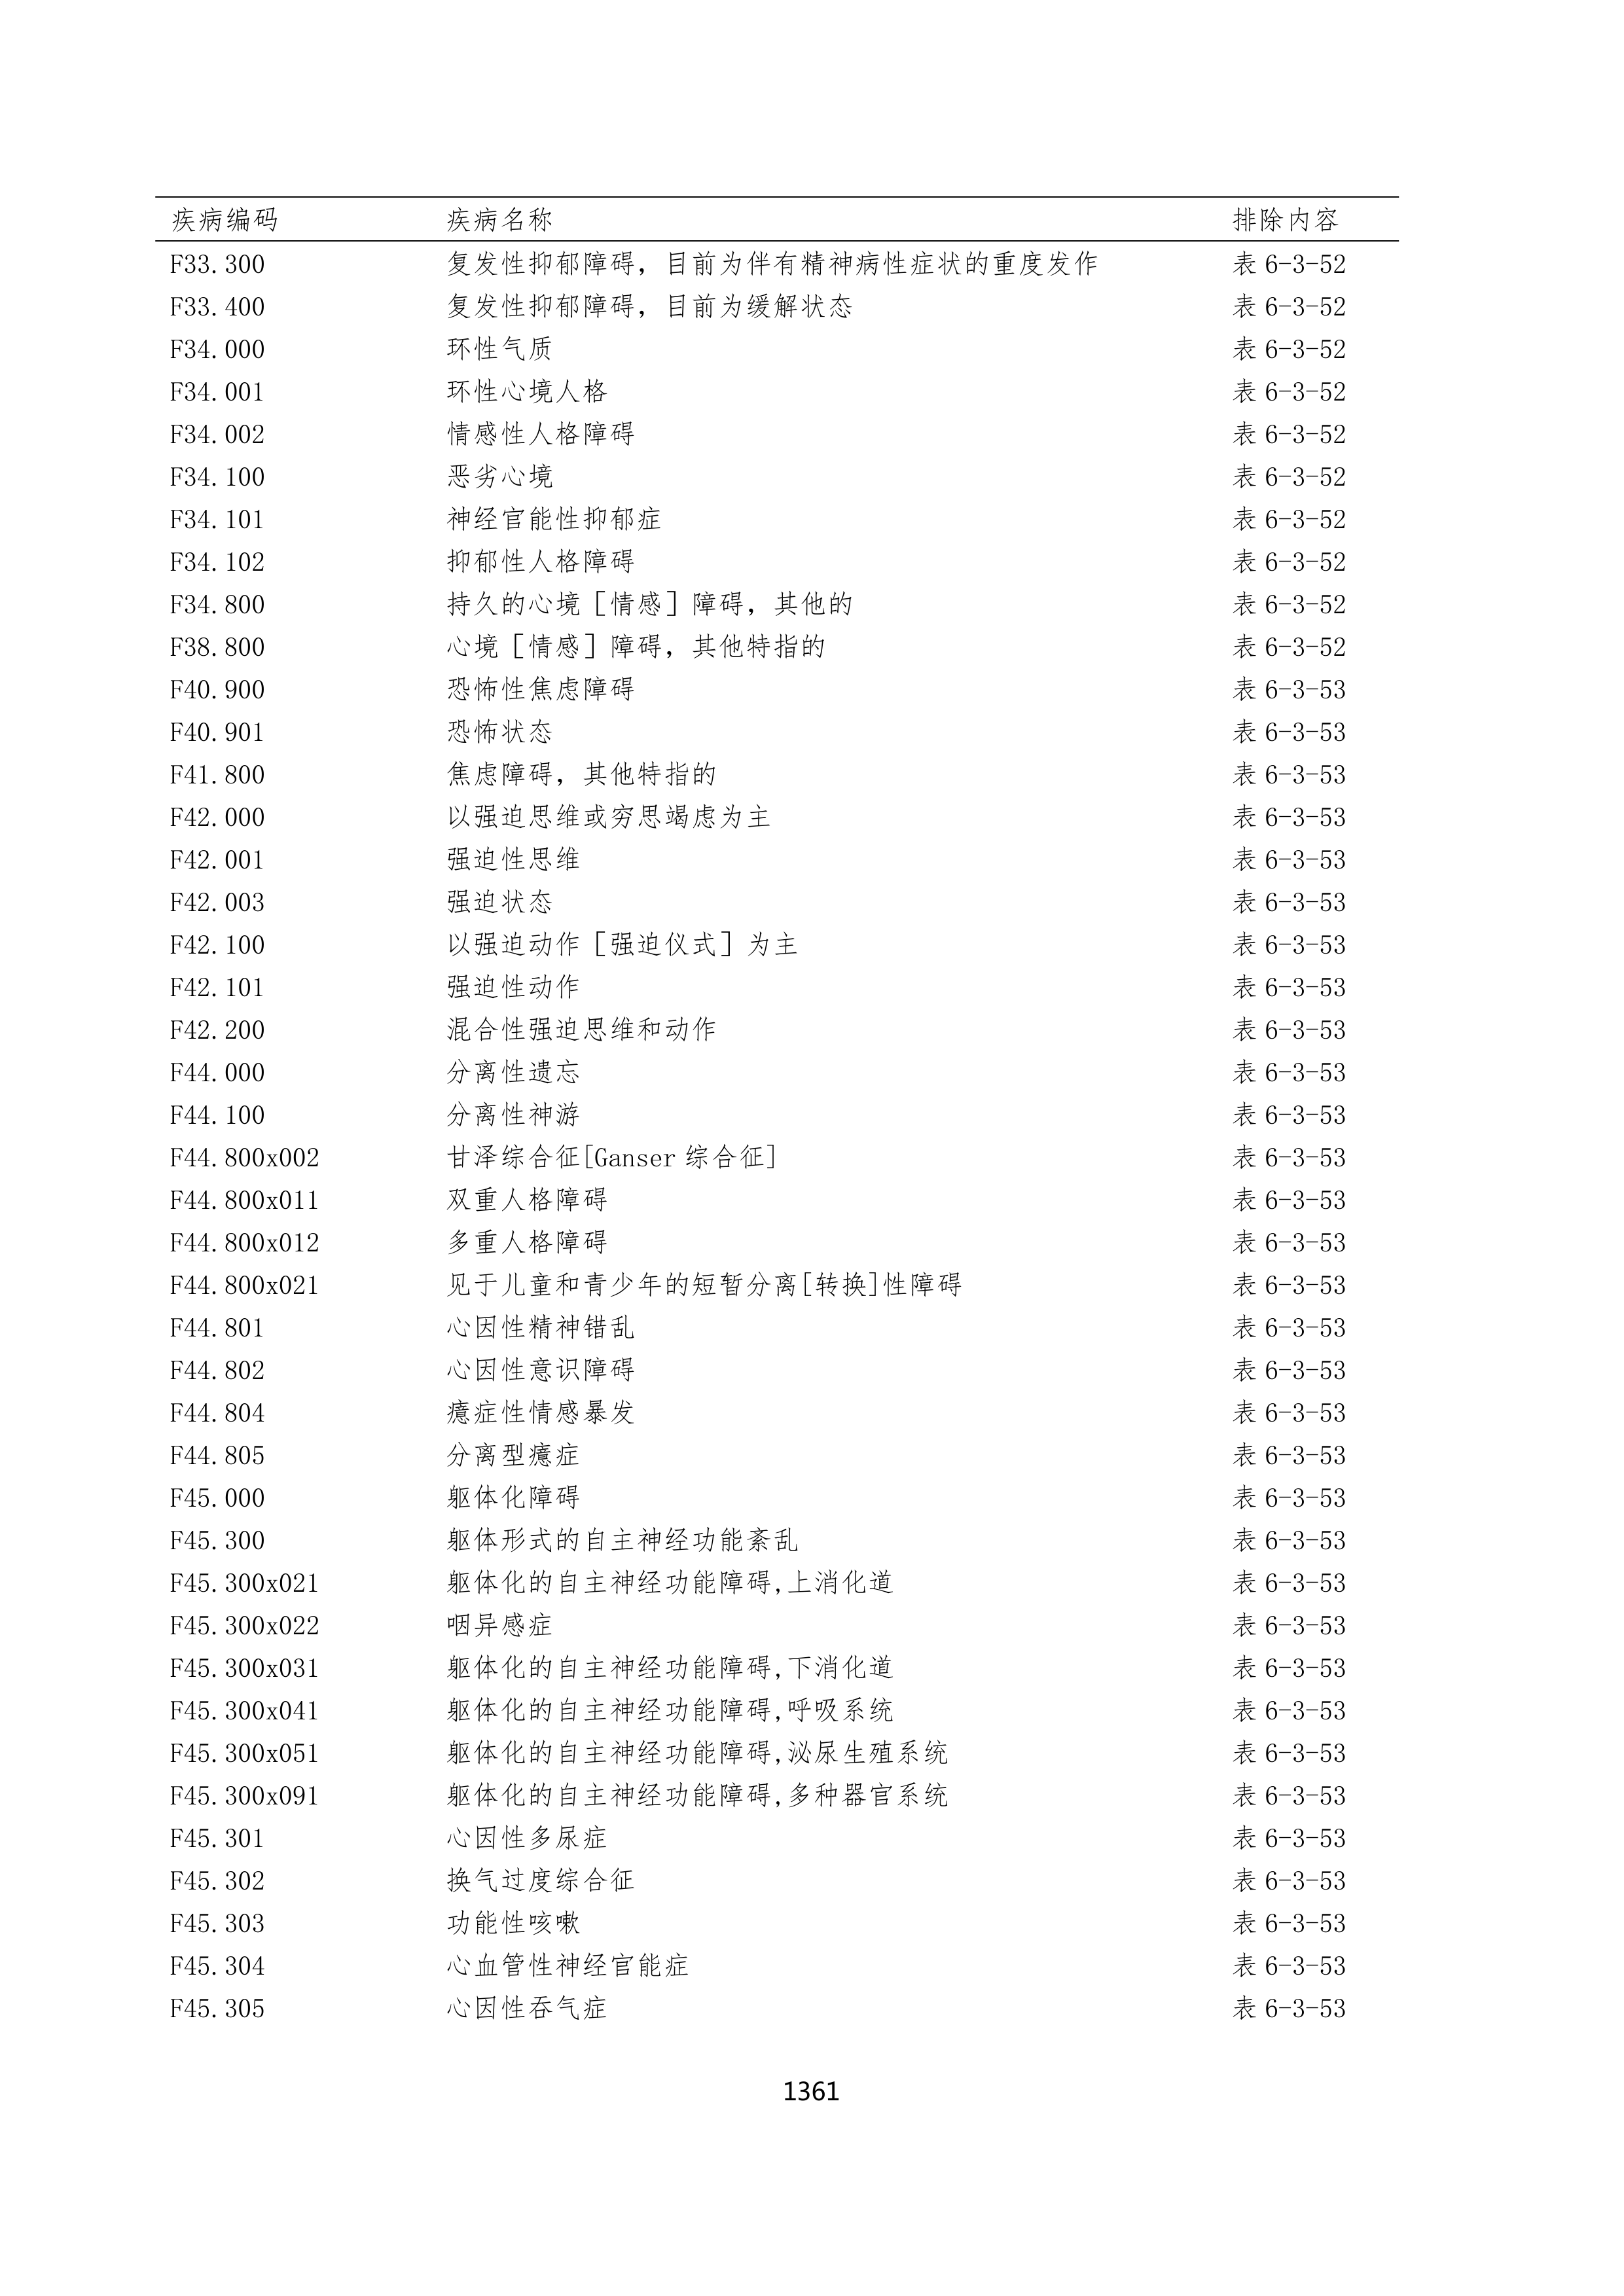 疾病编码 疾病名称 排除内容
F33.300 复发性抑郁障碍，目前为伴有精神病性症状的重度发作 表 6-3-52
F33.400 复发性抑郁障碍，目前为缓解状态 表 6-3-52
F34.000 环性气质 表 6-3-52
F34.001 环性心境人格 表 6-3-52
F34.002 情感性人格障碍 表 6-3-52
F34.100 恶劣心境 表 6-3-52
F34.101 神经官能性抑郁症 表 6-3-52
F34.102 抑郁性人格障碍 表 6-3-52
F34.800 持久的心境［情感］障碍，其他的 表 6-3-52
F38.800 心境［情感］障碍，其他特指的 表 6-3-52
F40.900 恐怖性焦虑障碍 表 6-3-53
F40.901 恐怖状态 表 6-3-53
F41.800 焦虑障碍，其他特指的 表 6-3-53
F42.000 以强迫思维或穷思竭虑为主 表 6-3-53
F42.001 强迫性思维 表 6-3-53
F42.003 强迫状态 表 6-3-53
F42.100 以强迫动作［强迫仪式］为主 表 6-3-53
F42.101 强迫性动作 表 6-3-53
F42.200 混合性强迫思维和动作 表 6-3-53
F44.000 分离性遗忘 表 6-3-53
F44.100 分离性神游 表 6-3-53
F44.800x002 甘泽综合征[Ganser 综合征] 表 6-3-53
F44.800x011 双重人格障碍 表 6-3-53
F44.800x012 多重人格障碍 表 6-3-53
F44.800x021 见于儿童和青少年的短暂分离[转换]性障碍 表 6-3-53
F44.801 心因性精神错乱 表 6-3-53
F44.802 心因性意识障碍 表 6-3-53
F44.804 癔症性情感暴发 表 6-3-53
F44.805 分离型癔症 表 6-3-53
F45.000 躯体化障碍 表 6-3-53
F45.300 躯体形式的自主神经功能紊乱 表 6-3-53
F45.300x021 躯体化的自主神经功能障碍,上消化道 表 6-3-53
F45.300x022 咽异感症 表 6-3-53
F45.300x031 躯体化的自主神经功能障碍,下消化道 表 6-3-53
F45.300x041 躯体化的自主神经功能障碍,呼吸系统 表 6-3-53
F45.300x051 躯体化的自主神经功能障碍,泌尿生殖系统 表 6-3-53
F45.300x091 躯体化的自主神经功能障碍,多种器官系统 表 6-3-53
F45.301 心因性多尿症 表 6-3-53
F45.302 换气过度综合征 表 6-3-53
F45.303 功能性咳嗽 表 6-3-53
F45.304 心血管性神经官能症 表 6-3-53
F45.305 心因性吞气症 表 6-3-53
1361